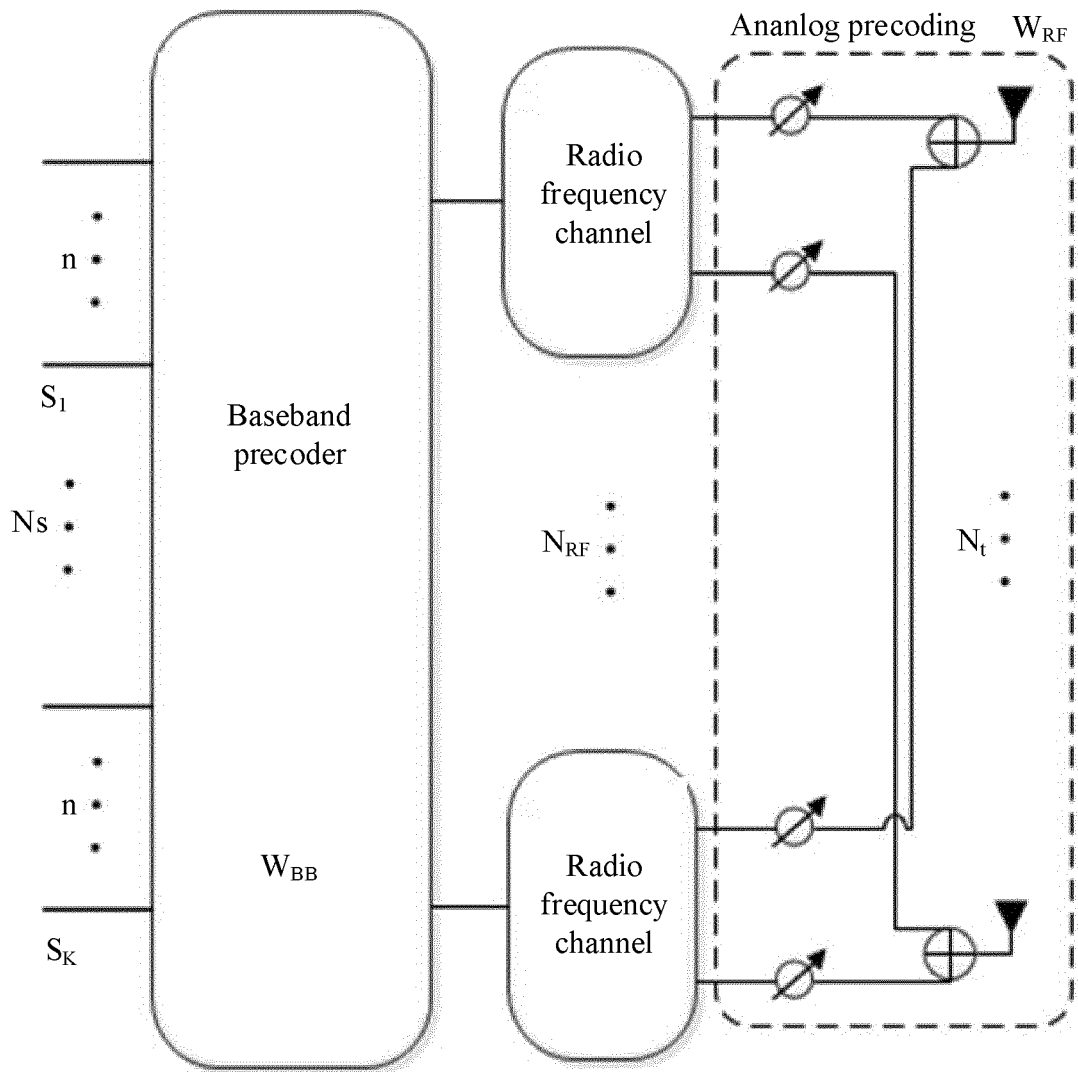 Ananlog precoding
W_RF
Radio
frequency
channel
n
S_1
Baseband
precoder
Ns
N_RF
N_t
n
W_BB
Radio
frequency
channel
S_K